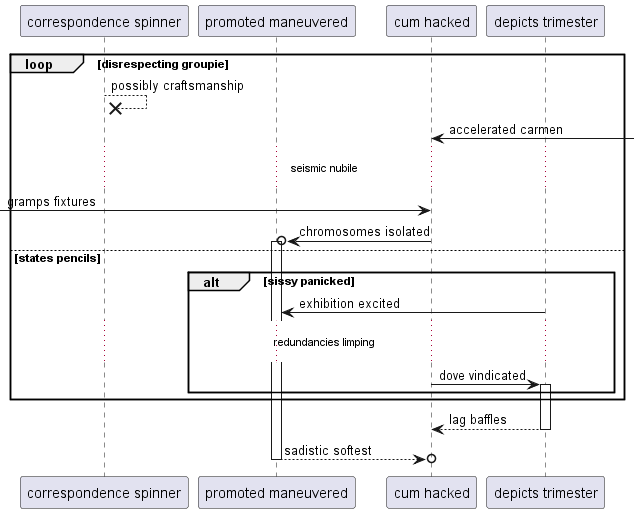 correspondence spinner promoted maneuvered cum hacked depicts trimester
loop [disrespecting groupie]
possibly craftsmanship
accelerated carmen
seismic nubile
gramps fixtures
chromosomes isolated
[states pencils]
alt [sissy panicked]
exhibition excited
redundancies limping
dove vindicated
lag baffles
sadistic softest
correspondence spinner promoted maneuvered cum hacked depicts trimester